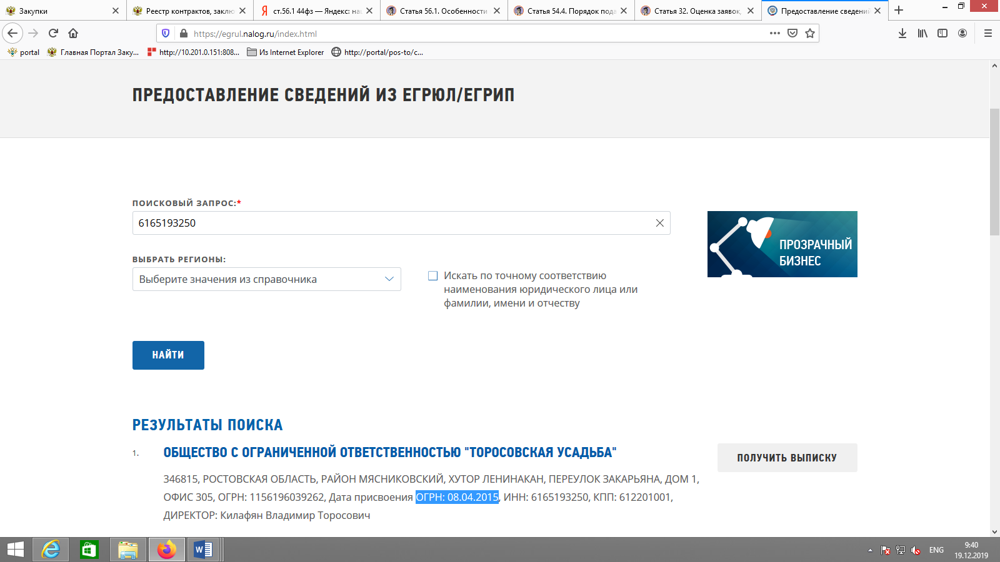 Закупки
Реестр контрактов, заклю
ст.56.1 44фз — Яндекс: на
Статья 56.1. Особенности
Статья 54.4. Порядок пода
Статья 32. Оценка заявок,
Предоставление сведений
https://egrul.nalog.ru/index.html
portal
Главная Портал Заку...
http://10.201.0.151:808...
Из Internet Explorer
http://portal/pos-to/c...
ПРЕДОСТАВЛЕНИЕ СВЕДЕНИЙ ИЗ ЕГРЮЛ/ЕГРИП
ПОИСКОВЫЙ ЗАПРОС:*
6165193250
ВЫБРАТЬ РЕГИОНЫ:
Выберите значения из справочника
Искать по точному соответствию
наименования юридического лица или
фамилии, имени и отчеству
ПРОЗРАЧНЫЙ
БИЗНЕС
НАЙТИ
РЕЗУЛЬТАТЫ ПОИСКА
1.
ОБЩЕСТВО С ОГРАНИЧЕННОЙ ОТВЕТСТВЕННОСТЬЮ "ТОРОСОВСКАЯ УСАДЬБА"
ПОЛУЧИТЬ ВЫПИСКУ
346815, РОСТОВСКАЯ ОБЛАСТЬ, РАЙОН МЯСНИКОВСКИЙ, ХУТОР ЛЕНИНАКАН, ПЕРЕУЛОК ЗАКАРЬЯНА, ДОМ 1,
ОФИС 305, ОГРН: 1156196039262, Дата присвоения ОГРН: 08.04.2015, ИНН: 6165193250, КПП: 612201001,
ДИРЕКТОР: Килафян Владимир Торосович
ENG
9:40
19.12.2019